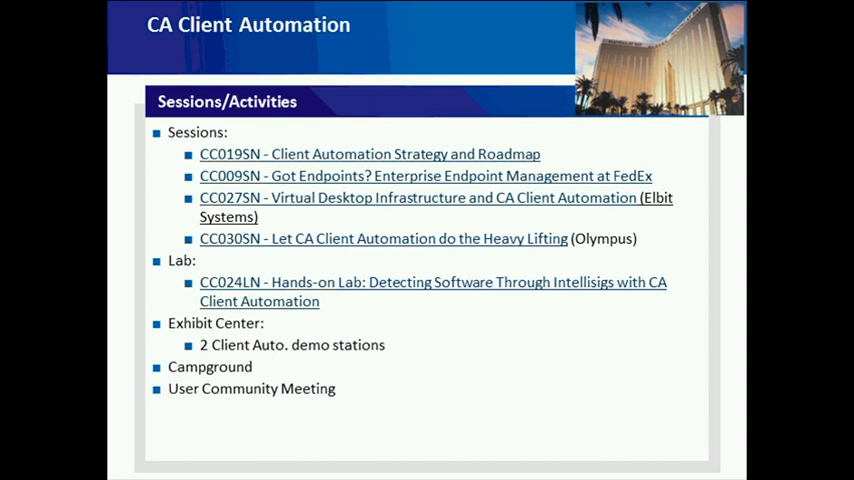 CA Client Automation
Sessions/Activities
Sessions:
CC019SN - Client Automation Strategy and Roadmap
CC009SN - Got Endpoints? Enterprise Endpoint Management at FedEx
CC027SN - Virtual Desktop Infrastructure and CA Client Automation (Elbit
Systems)
CC030SN - Let CA Client Automation do the Heavy Lifting (Olympus)
Lab:
CC024LN - Hands-on Lab: Detecting Software Through Intellisigs with CA
Client Automation
Exhibit Center:
2 Client Auto. demo stations
Campground
User Community Meeting